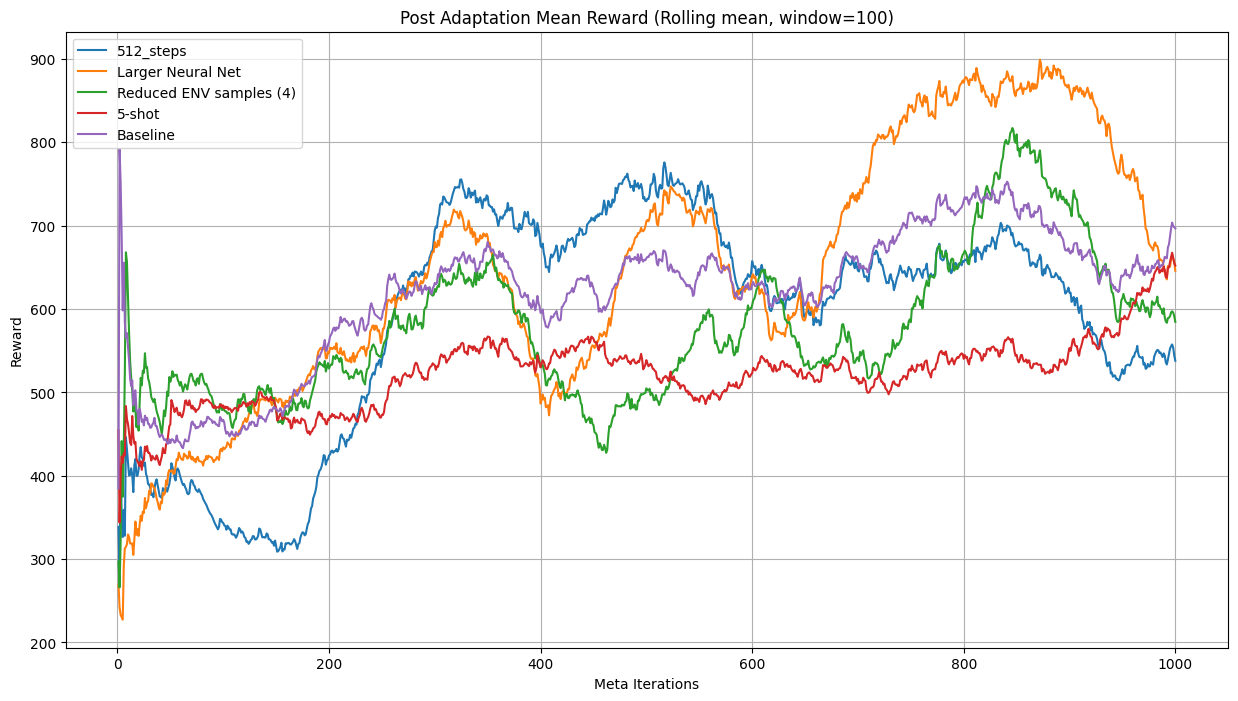 Post Adaptation Mean Reward (Rolling mean, window=100)
512_steps
Larger Neural Net
Reduced ENV samples (4)
5-shot
Baseline
900
800
700
600
500
400
300
200
Reward
0
200
400
600
800
1000
Meta Iterations